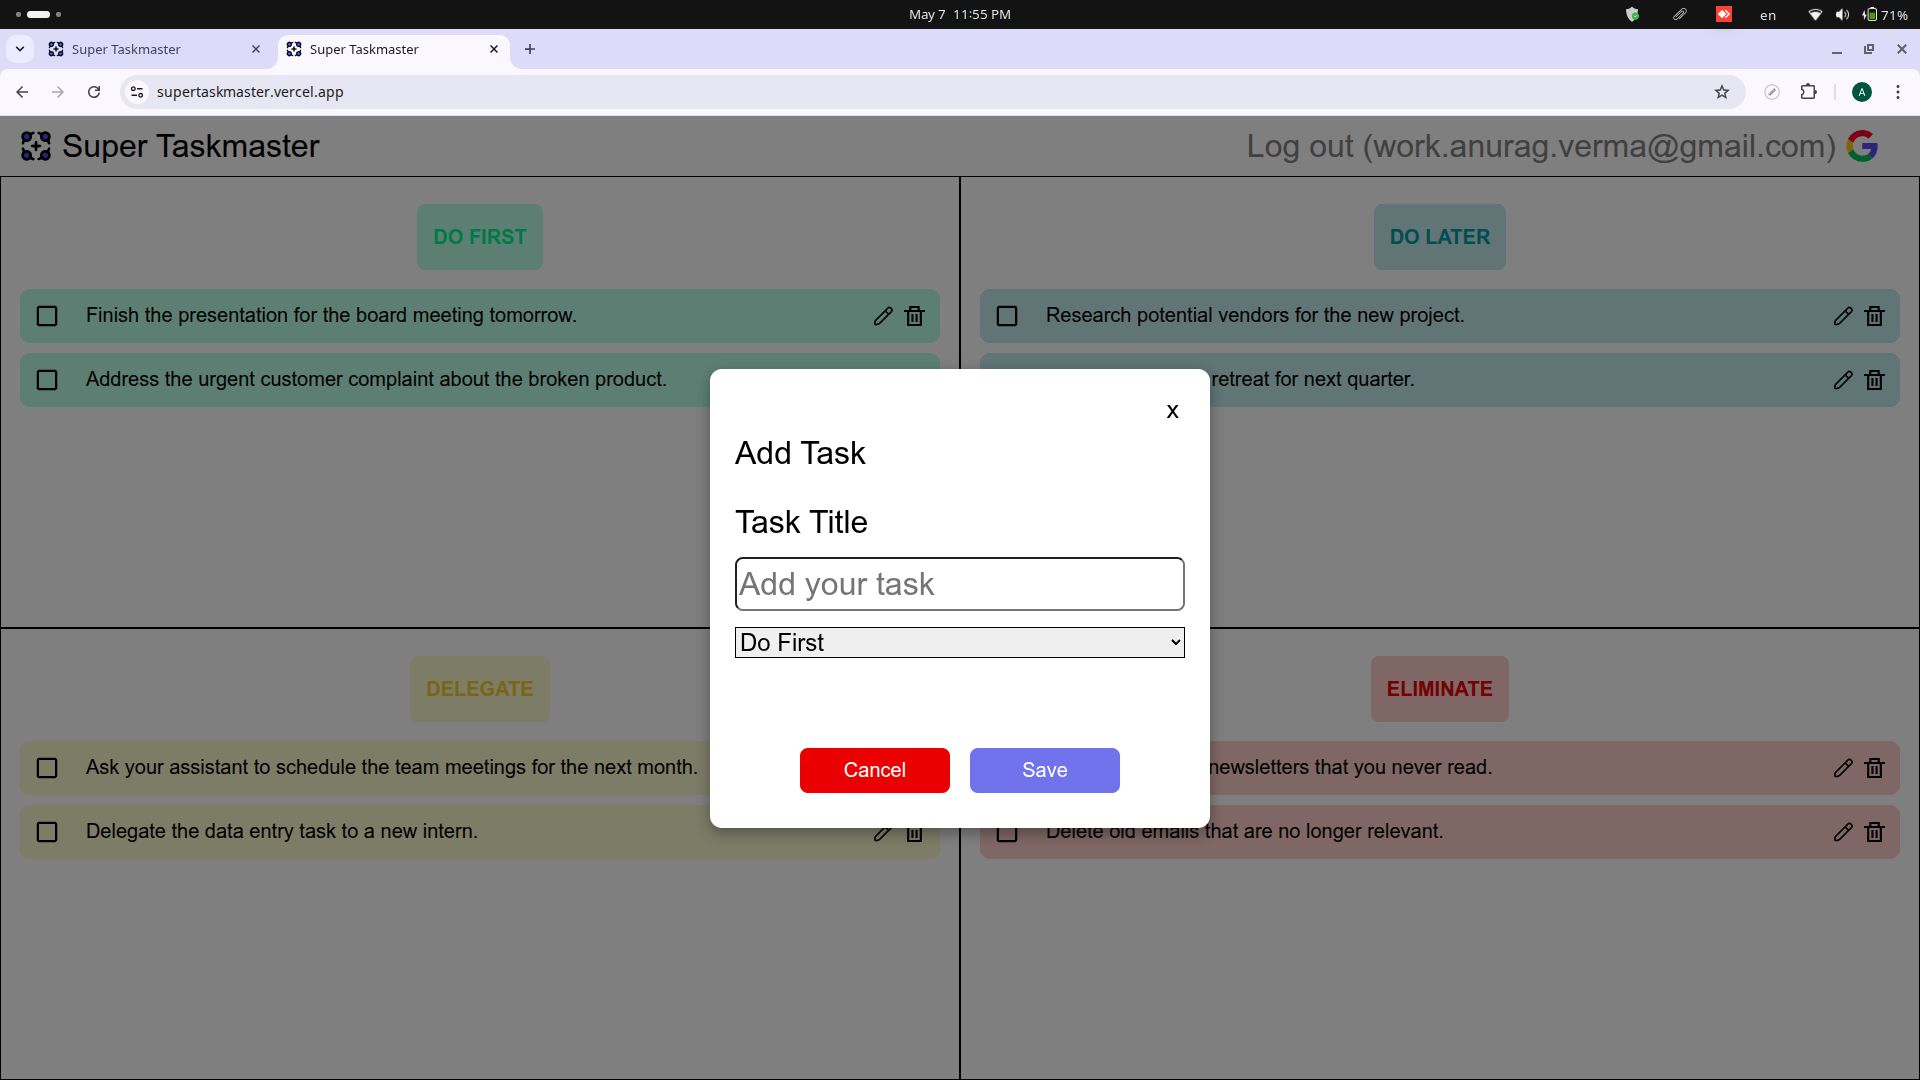 May 7 11:55 PM
en
71%
Super Taskmaster
Super Taskmaster
supertaskmaster.vercel.app
A
Super Taskmaster
Log out (work.anurag.verma@gmail.com)
DO FIRST
Finish the presentation for the board meeting tomorrow.
Address the urgent customer complaint about the broken product.
DO LATER
Research potential vendors for the new project.
retreat for next quarter.
x
Add Task
Task Title
Add your task
Do First
Cancel
Save
DELEGATE
Ask your assistant to schedule the team meetings for the next month.
Delegate the data entry task to a new intern.
ELIMINATE
newsletters that you never read.
Delete old emails that are no longer relevant.